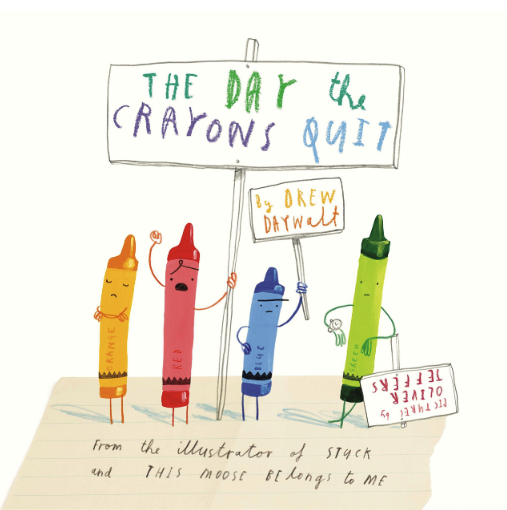 THE DAY the
CRAYONS QUIT
By DREW
DAYWalt
ORANGE
RED
BLUE
GREEN
PICTURES by
OLIVER
JEFFERS
From the illustrator of STUCK
and THIS MOOSE BElongs to ME